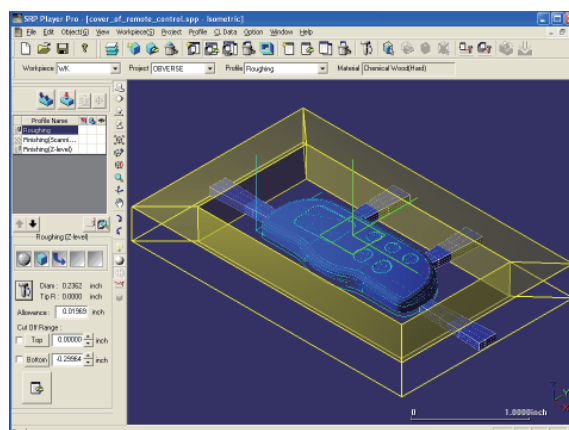 SRP Player Pro - [cover_of_remote_control.spp - Isometric]
File Edit Object(G) View Workpiece(S) Project Profile CL Data Option Window Help
Workpiece WK Project OBVERSE Profile Roughing Material Chemical Wood(Hard)
Profile Name
Roughing
Finishing(Scanni...
Finishing(Z-level)
Roughing (Z-level)
Diam : 0.2362 inch
Tip R : 0.0000 inch
Allowance : 0.01969 inch
Cut Off Range :
Top 0.00000 inch
Bottom -0.29964 inch
Z
Y
X
0 1.0000inch